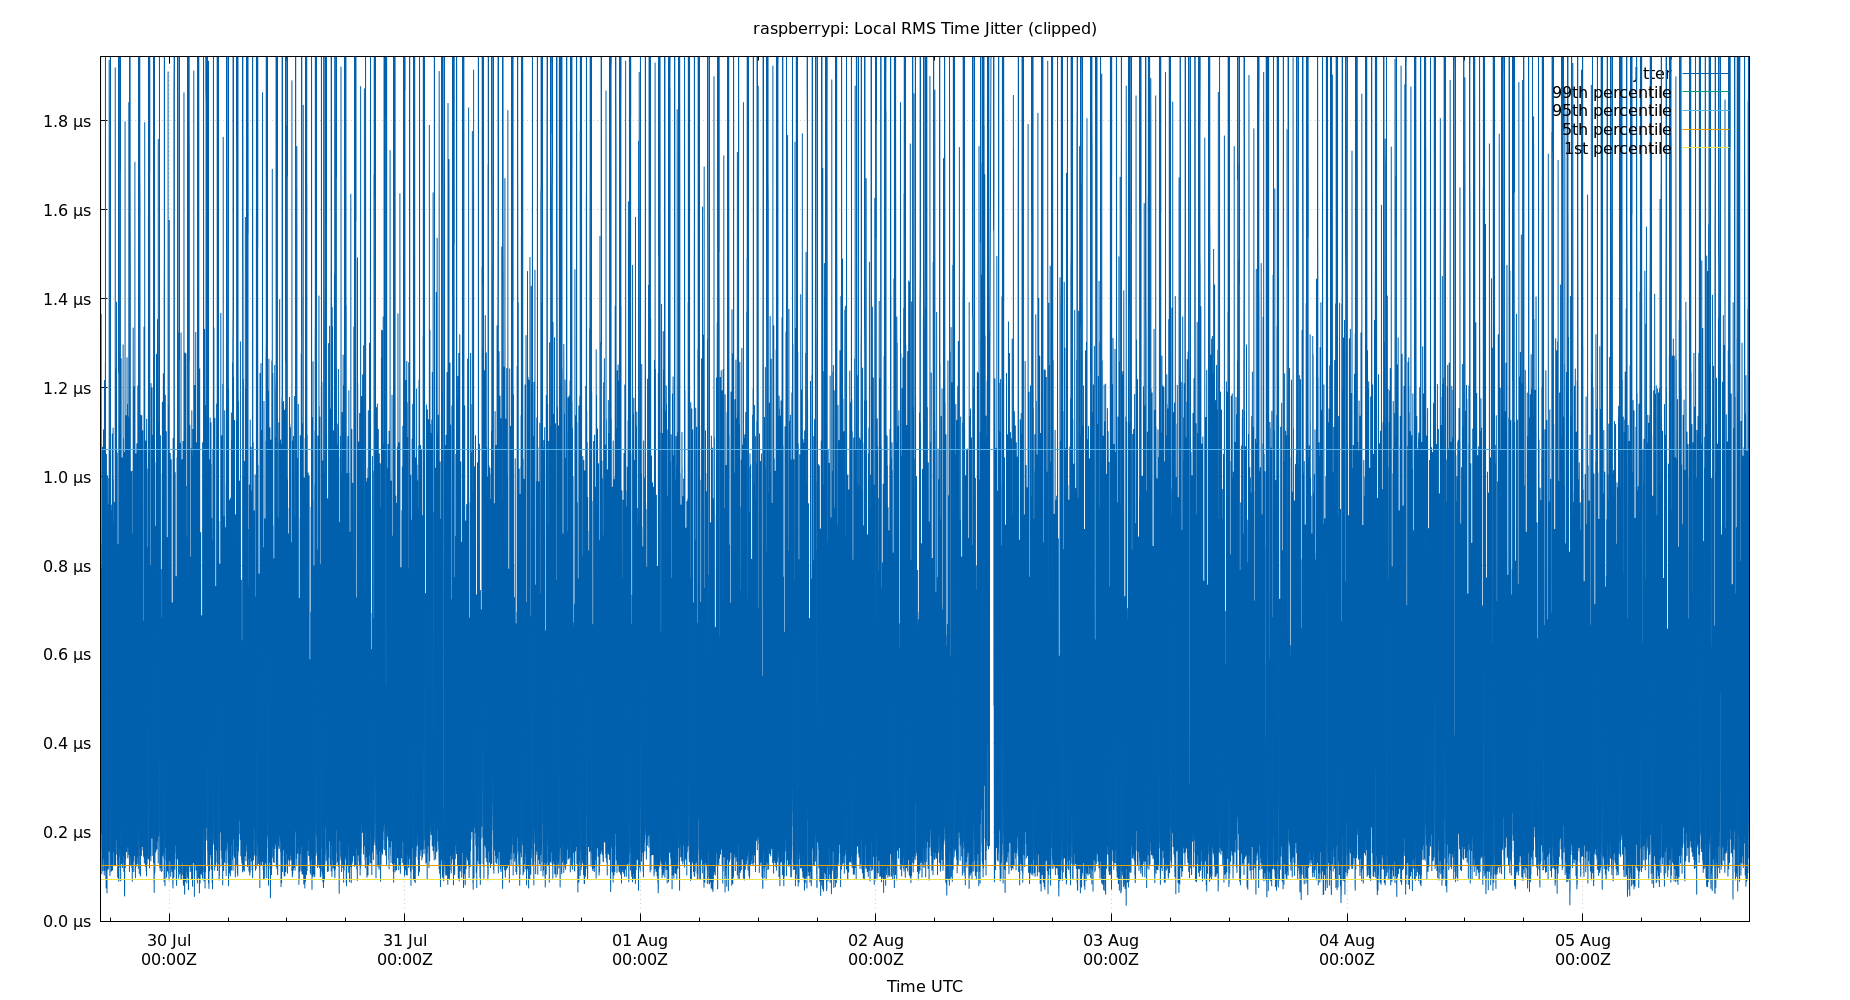 raspberrypi: Local RMS Time Jitter (clipped)
jitter
99th percentile
95th percentile
5th percentile
1st percentile
1.8 µs
1.6 µs
1.4 µs
1.2 µs
1.0 µs
0.8 µs
0.6 µs
0.4 µs
0.2 µs
0.0 µs
30 Jul 31 Jul 01 Aug 02 Aug 03 Aug 04 Aug 05 Aug
00:00Z 00:00Z 00:00Z 00:00Z 00:00Z 00:00Z 00:00Z
Time UTC